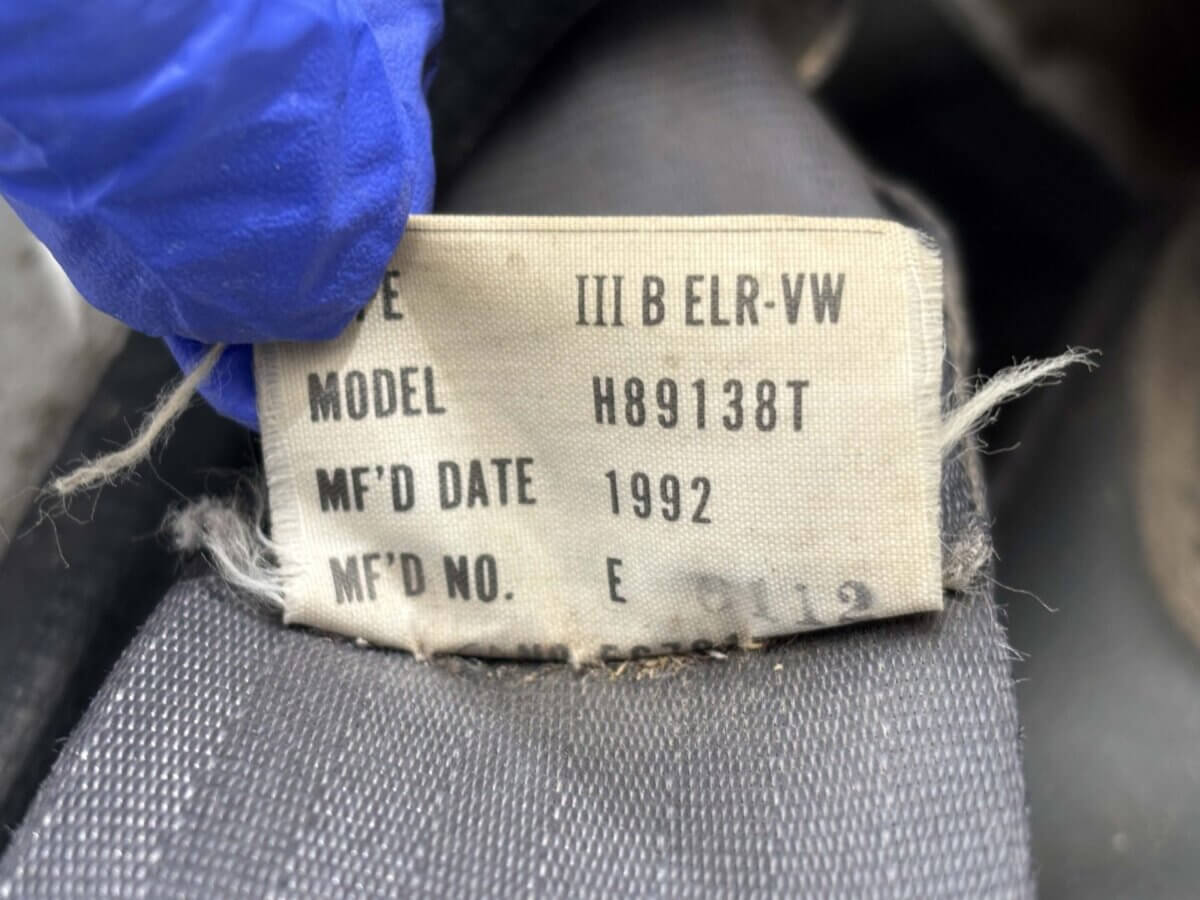 III B ELR-VW
MODEL H89138T
MF'D DATE 1992
MF'D NO. E